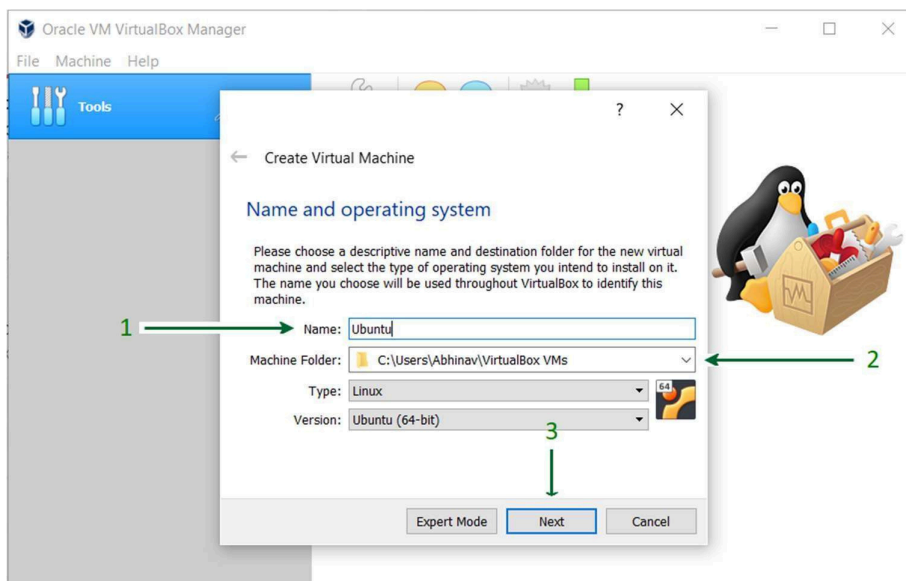 Oracle VM VirtualBox Manager
File Machine Help
Tools
?
Create Virtual Machine
Name and operating system
Please choose a descriptive name and destination folder for the new virtual
machine and select the type of operating system you intend to install on it.
The name you choose will be used throughout VirtualBox to identify this
machine.
1
Name: Ubuntu
Machine Folder: C:\Users\Abhinav\VirtualBox VMs
2
Type: Linux
64
Version: Ubuntu (64-bit)
3
Expert Mode Next Cancel